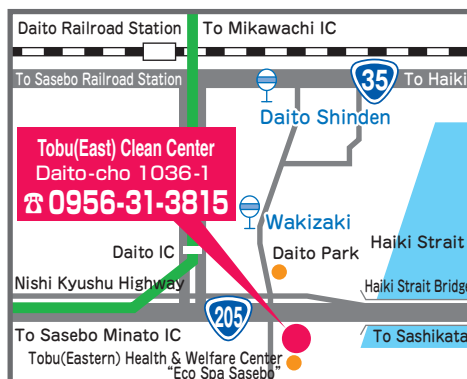 Daito Railroad Station
To Mikawachi IC
To Sasebo Railroad Station
35
To Haiki
Daito Shinden
Tobu(East) Clean Center
Daito-cho 1036-1
☎ 0956-31-3815
Wakizaki
Daito IC
Daito Park
Haiki Strait
Nishi Kyushu Highway
Haiki Strait Bridge
205
To Sasebo Minato IC
To Sashikata
Tobu(Eastern) Health & Welfare Center
“Eco Spa Sasebo”